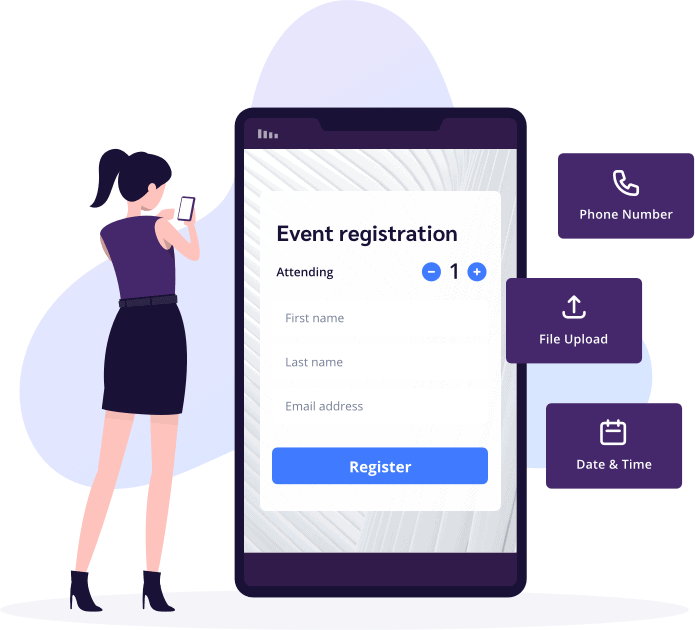 Event registration
Attending
1
First name
Last name
Email address
Register
Phone Number
File Upload
Date & Time